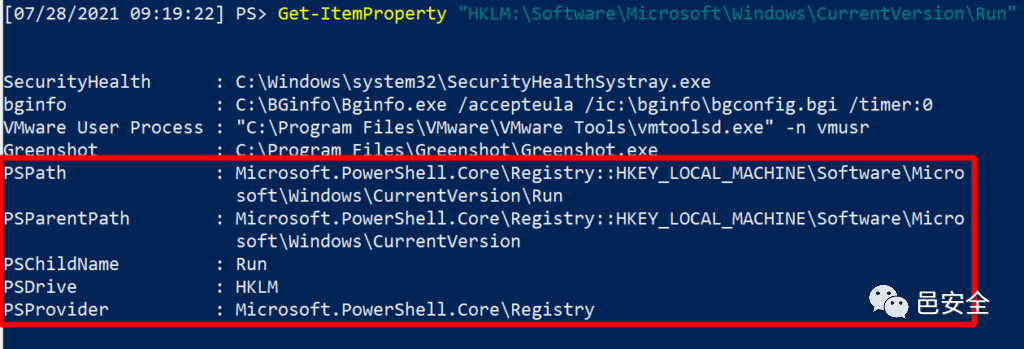 [07/28/2021 09:19:22] PS> Get-ItemProperty "HKLM:\Software\Microsoft\Windows\CurrentVersion\Run"
SecurityHealth : C:\Windows\system32\SecurityHealthSystray.exe
bginfo : C:\BGinfo\Bginfo.exe /accepteula /ic:\bginfo\bgconfig.bgi /timer:0
VMware User Process : "C:\Program Files\VMware\VMware Tools\vmtoolsd.exe" -n vmusr
Greenshot : C:\Program Files\Greenshot\Greenshot.exe
PSPath : Microsoft.PowerShell.Core\Registry::HKEY_LOCAL_MACHINE\Software\Micro
soft\Windows\CurrentVersion\Run
PSParentPath : Microsoft.PowerShell.Core\Registry::HKEY_LOCAL_MACHINE\Software\Micro
soft\Windows\CurrentVersion
PSChildName : Run
PSDrive : HKLM
PSProvider : Microsoft.PowerShell.Core\Registry
邑安全